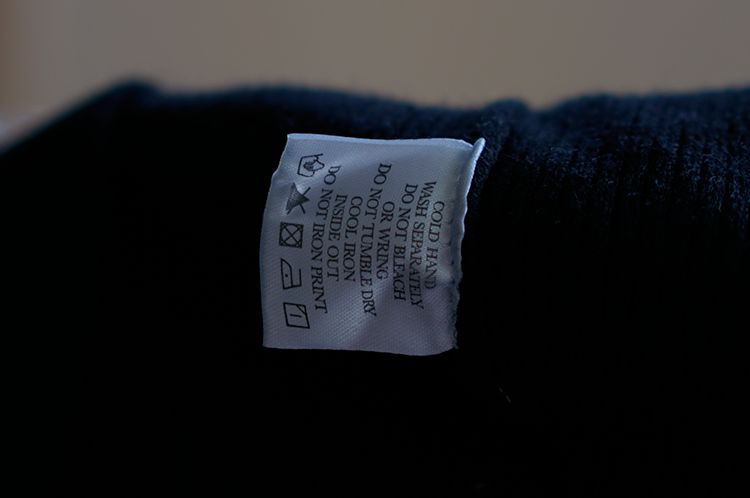 COLD HAND
WASH SEPARATELY
DO NOT BLEACH
OR WRING
DO NOT TUMBLE DRY
COOL IRON
INSIDE OUT
DO NOT IRON PRINT